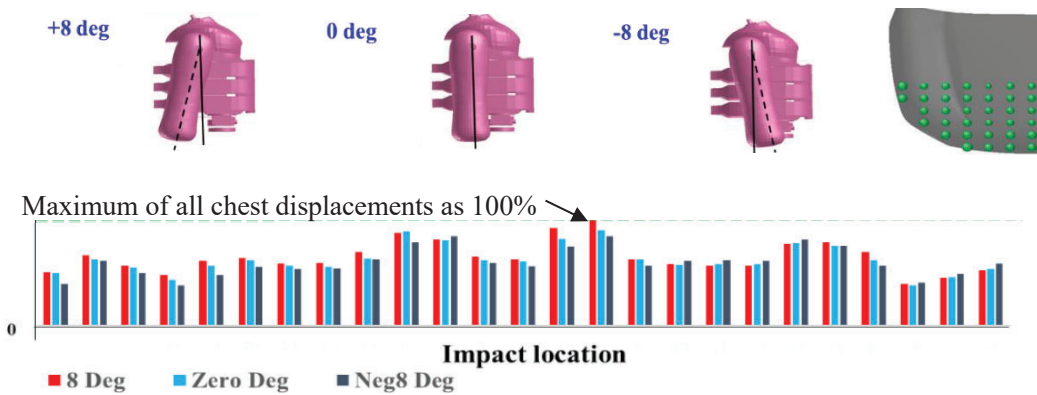 +8 deg
0 deg
-8 deg
Maximum of all chest displacements as 100%
0
Impact location
8 Deg
Zero Deg
Neg8 Deg